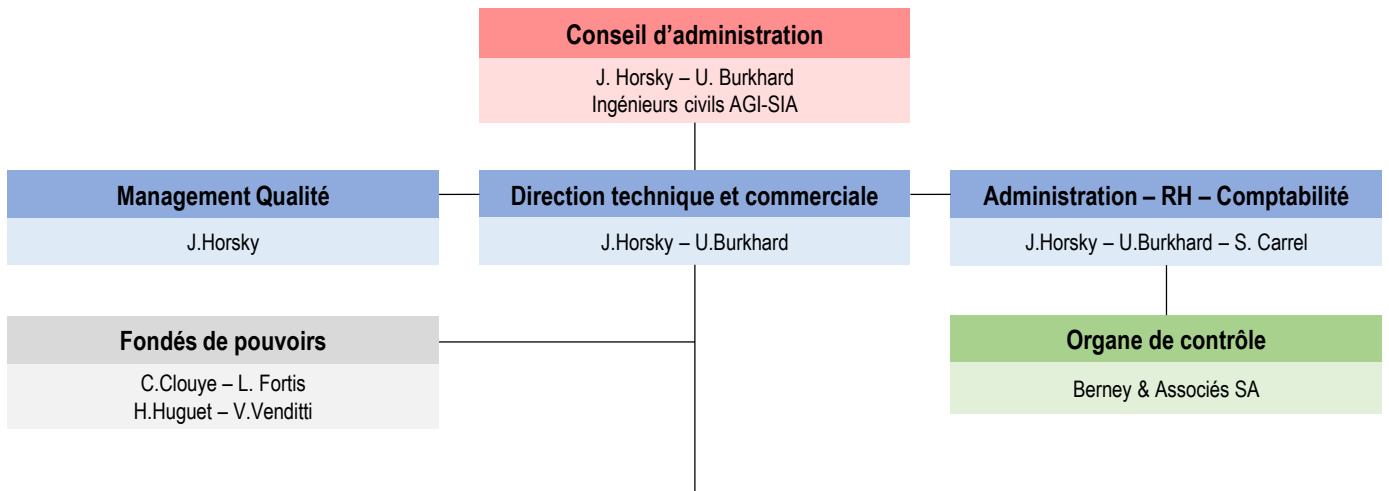 Conseil d'administration
J. Horsky – U. Burkhard
Ingénieurs civils AGI-SIA
Management Qualité
J.Horsky
Direction technique et commerciale
J.Horsky – U.Burkhard
Administration – RH – Comptabilité
J.Horsky – U.Burkhard – S. Carrel
Fondés de pouvoirs
C.Clouye – L. Fortis
H.Huguet – V.Venditti
Organe de contrôle
Berney & Associés SA